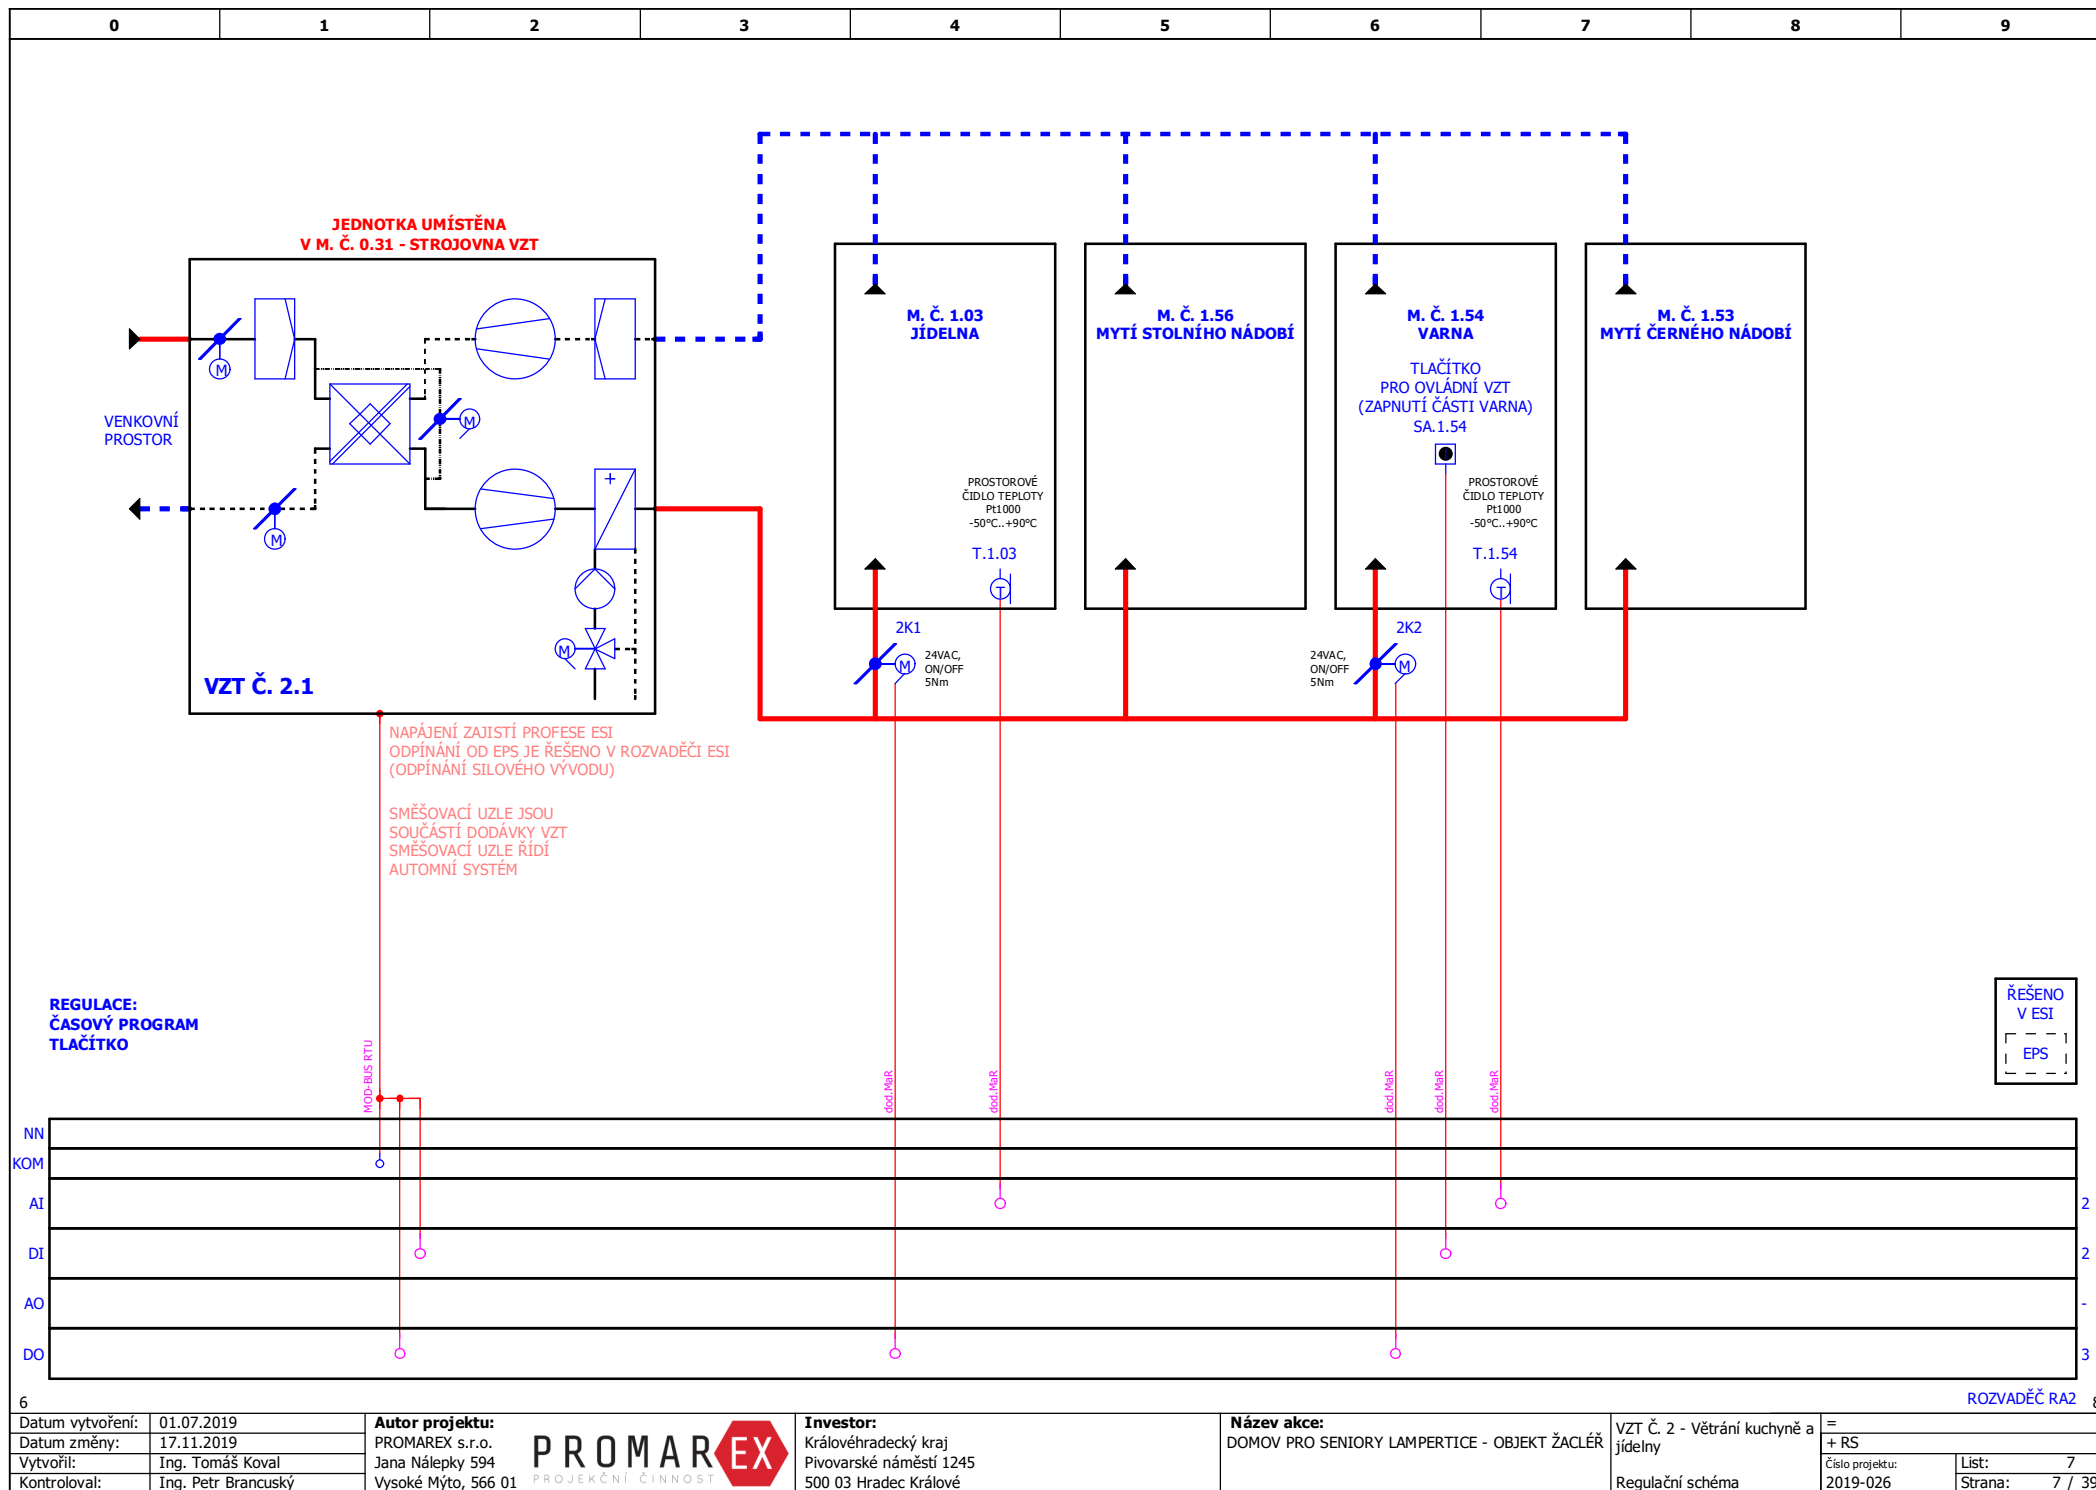 0 1 2 3 4 5 6 7 8 9
JEDNOTKA UMÍSTĚNA
V M. Č. 0.31 - STROJOVNA VZT
M
M
VENKOVNÍ
PROSTOR
M
+
M
VZT Č. 2.1
M. Č. 1.03
JÍDELNA
PROSTOROVÉ
ČIDLO TEPLOTY
Pt1000
-50°C..+90°C
T.1.03
T
2K1
M
24VAC,
ON/OFF
5Nm
M. Č. 1.56
MYTÍ STOLNÍHO NÁDOBÍ
M. Č. 1.54
VARNA
TLAČÍTKO
PRO OVLÁDNÍ VZT
(ZAPNUTÍ ČÁSTI VARNA)
SA.1.54
PROSTOROVÉ
ČIDLO TEPLOTY
Pt1000
-50°C..+90°C
T.1.54
T
2K2
24VAC,
ON/OFF
5Nm
M
M. Č. 1.53
MYTÍ ČERNÉHO NÁDOBÍ
NAPÁJENÍ ZAJISTÍ PROFESE ESI
ODPÍNÁNÍ OD EPS JE ŘEŠENO V ROZVADĚČI ESI
(ODPÍNÁNÍ SILOVÉHO VÝVODU)
SMĚŠOVACÍ UZLE JSOU
SOUČÁSTÍ DODÁVKY VZT
SMĚŠOVACÍ UZLE ŘÍDÍ
AUTOMNÍ SYSTÉM
REGULACE:
ČASOVÝ PROGRAM
TLAČÍTKO
ŘEŠENO
V ESI
EPS
MOD-BUS RTU
dod.MaR
dod.MaR
dod.MaR
dod.MaR
dod.MaR
NN
KOM
AI 2
DI 2
AO -
DO 3
6
ROZVADĚČ RA2 8
Datum vytvoření: 01.07.2019
Datum změny: 17.11.2019
Vytvořil: Ing. Tomáš Koval
Kontroloval: Ing. Petr Brancuský
Autor projektu:
PROMAREX s.r.o.
Jana Nálepky 594
Vysoké Mýto, 566 01
PROMAREX
PROJEKČNÍ ČINNOST
Investor:
Královéhradecký kraj
Pivovarské náměstí 1245
500 03 Hradec Králové
Název akce:
DOMOV PRO SENIORY LAMPERTICE - OBJEKT ŽACLÉŘ
VZT Č. 2 - Větrání kuchyně a
jídelny
Regulační schéma
=
+ RS
Číslo projektu:
2019-026
List: 7
Strana: 7 / 39